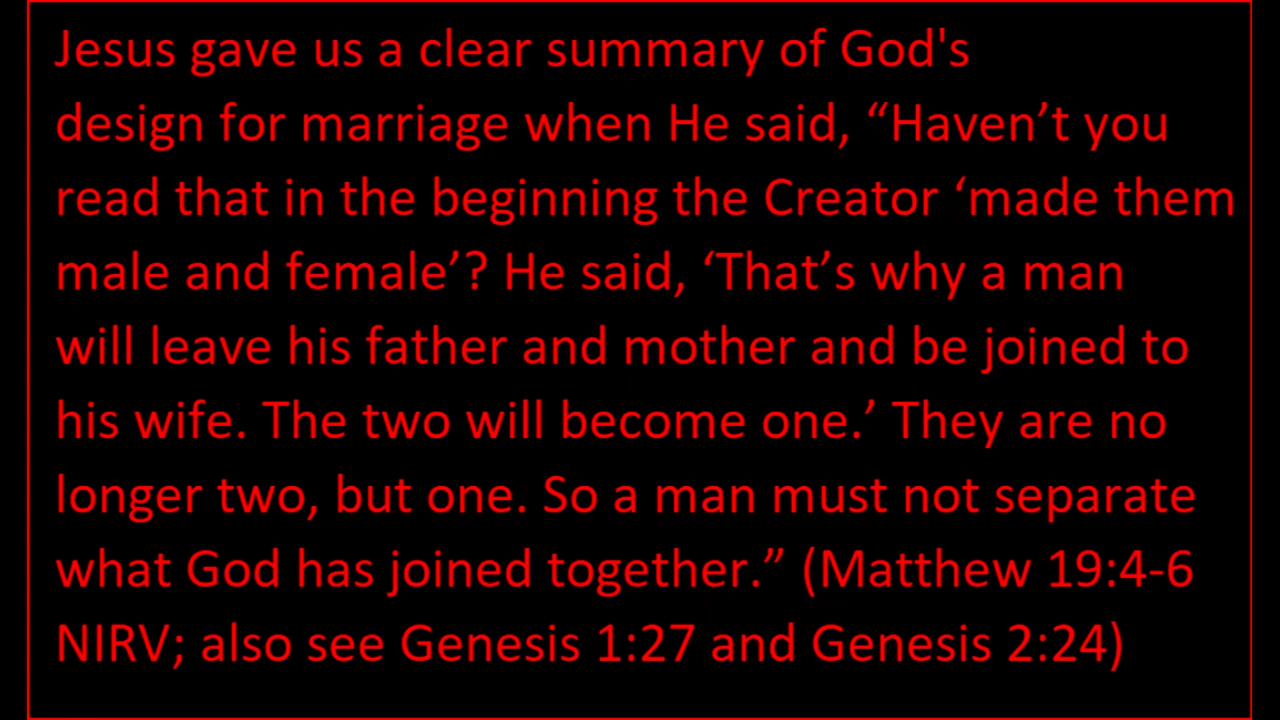 Jesus gave us a clear summary of God's
design for marriage when He said, “Haven’t you
read that in the beginning the Creator ‘made them
male and female’? He said, ‘That’s why a man
will leave his father and mother and be joined to
his wife. The two will become one.’ They are no
longer two, but one. So a man must not separate
what God has joined together.” (Matthew 19:4-6
NIRV; also see Genesis 1:27 and Genesis 2:24)